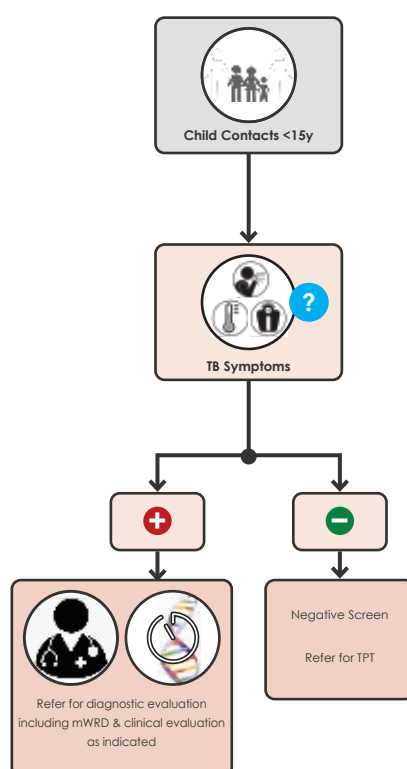 Child Contacts <15y
?
TB Symptoms
+
−
Negative Screen
Refer for TPT
Refer for diagnostic evaluation
including mWRD & clinical evaluation
as indicated